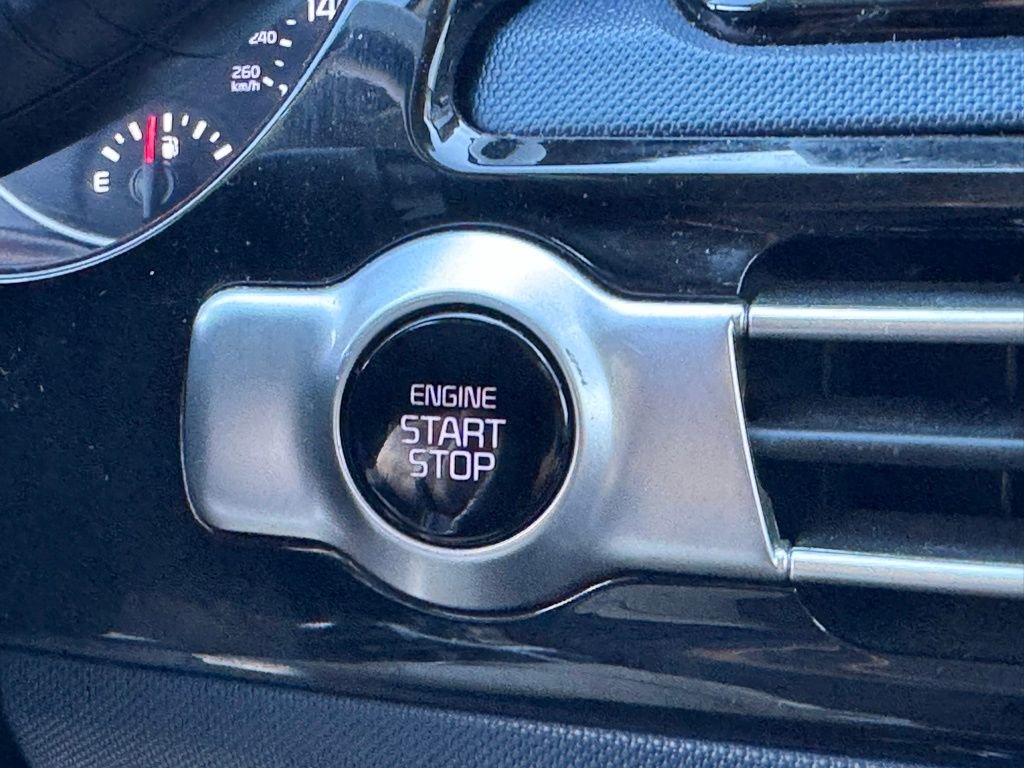 14
240
260
km/h
E
ENGINE
START
STOP